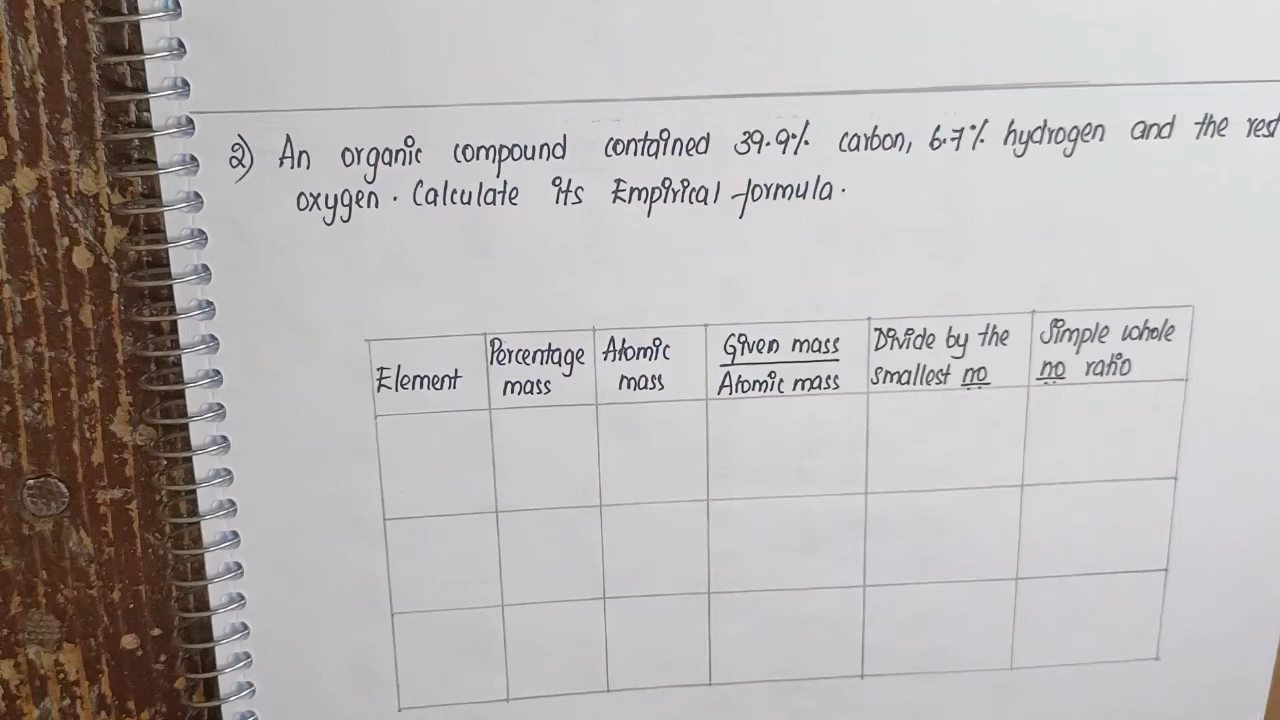 2) An organic compound contained 39.9% carbon, 6.7% hydrogen and the rest
oxygen. Calculate its Empirical formula.
Element
Percentage
mass
Atomic
mass
Given mass
Atomic mass
Divide by the
smallest no
Simple whole
no ratio